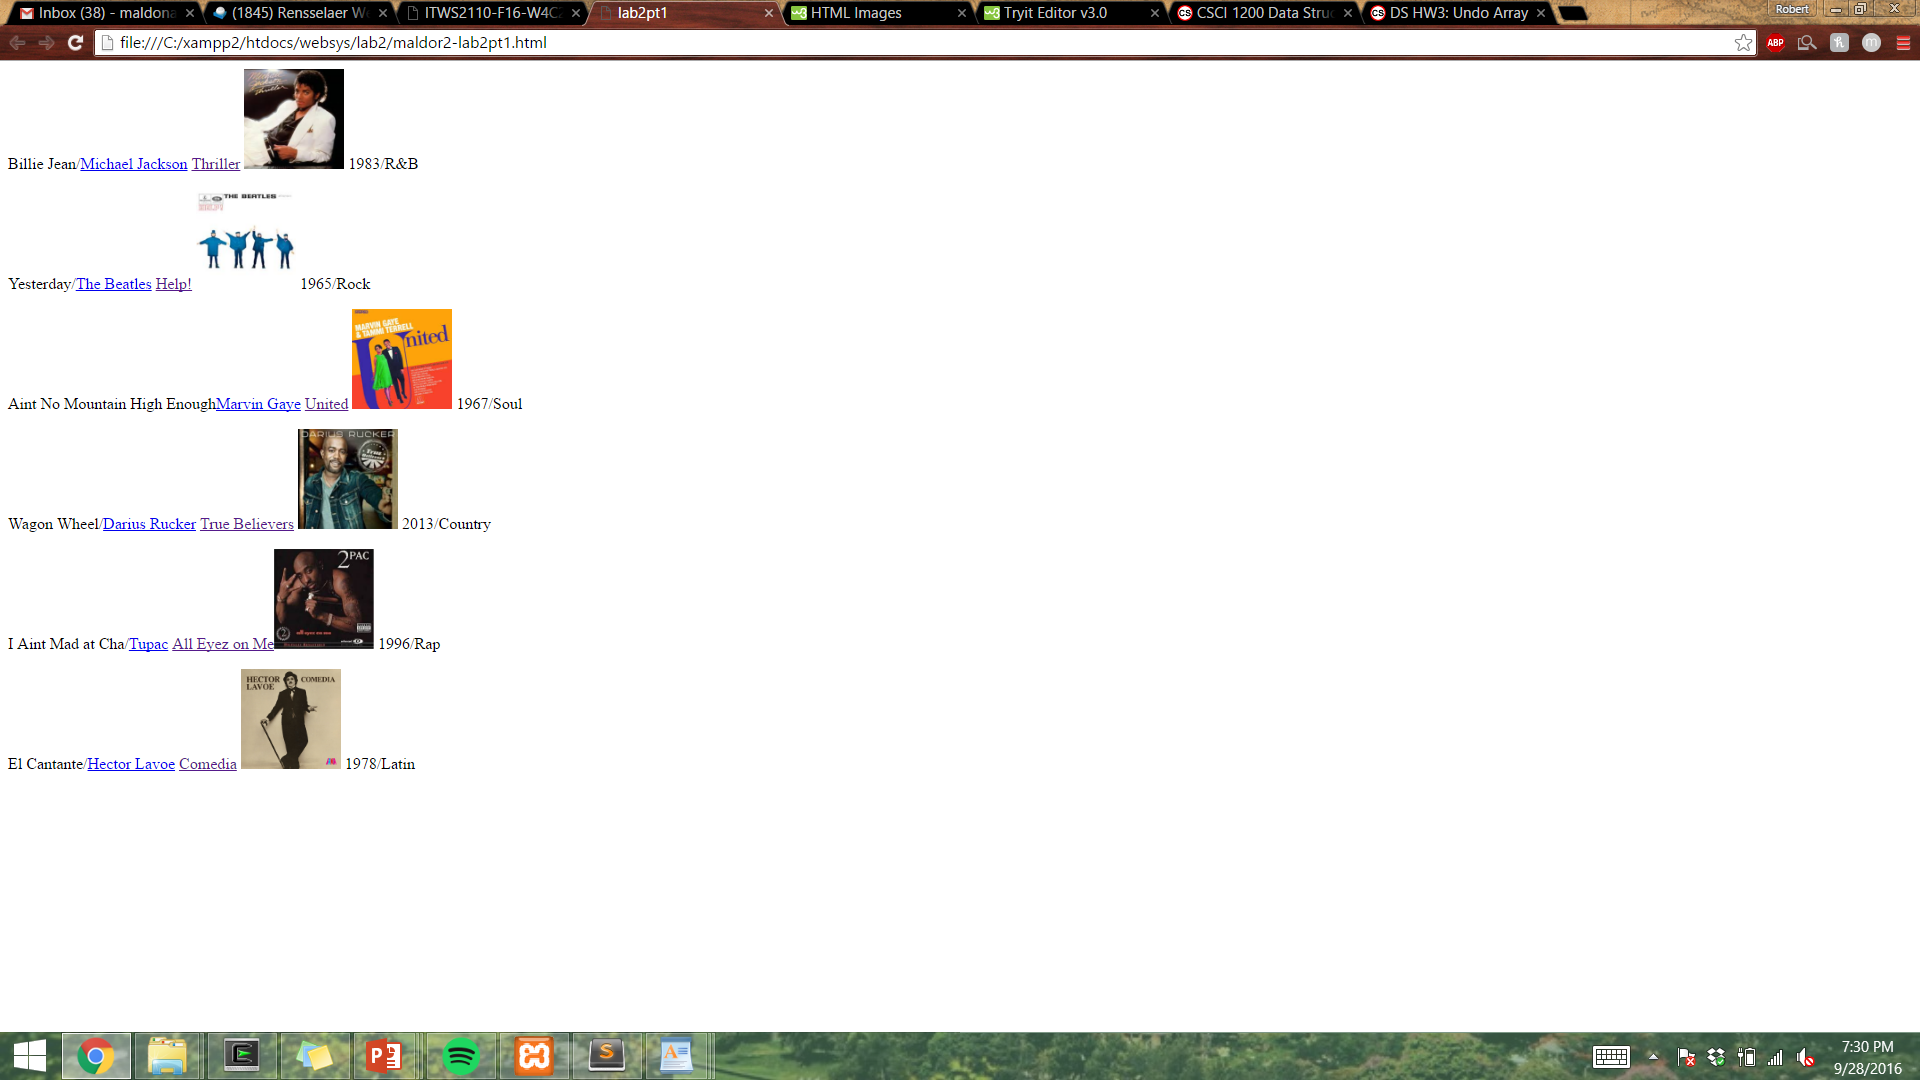 Inbox (38) - maldona
(1845) Rensselaer We
ITWS2110-F16-W4C
lab2pt1
HTML Images
Tryit Editor v3.0
CSCI 1200 Data Struc
DS HW3: Undo Array
Robert
file:///C:/xampp2/htdocs/websys/lab2/maldor2-lab2pt1.html
ABP
Billie Jean/Michael Jackson Thriller 1983/R&B
THE BEATLES
Yesterday/The Beatles Help! 1965/Rock
MARVIN GAYE
& TAMMI TERRELL
United
Aint No Mountain High EnoughMarvin Gaye United 1967/Soul
DARIUS RUCKER
True Believers
Wagon Wheel/Darius Rucker True Believers 2013/Country
2PAC
I Aint Mad at Cha/Tupac All Eyez on Me 1996/Rap
HECTOR LAVOE
COMEDIA
El Cantante/Hector Lavoe Comedia 1978/Latin
7:30 PM
9/28/2016